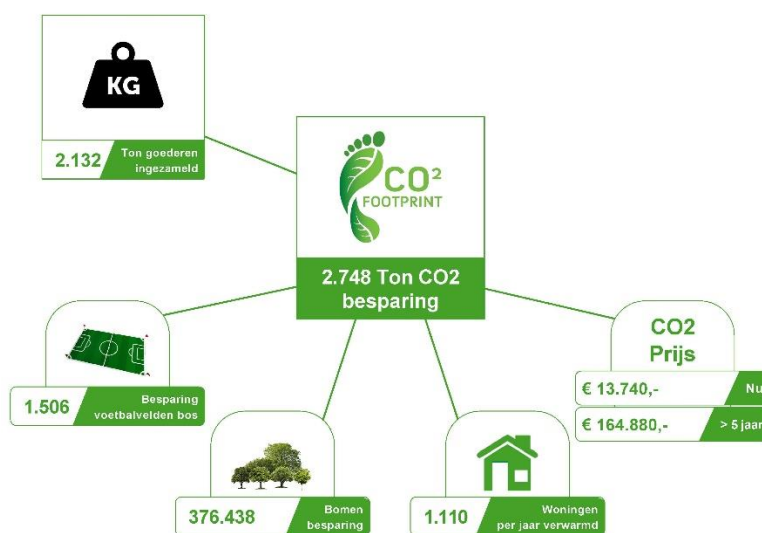 KG
2.132
Ton goederen
ingezameld
CO²
FOOTPRINT
2.748 Ton CO2
besparing
1.506
Besparing
voetbalvelden bos
376.438
Bomen
besparing
1.110
Woningen
per jaar verwarmd
CO2
Prijs
€ 13.740,-
Nu
€ 164.880,-
> 5 jaar